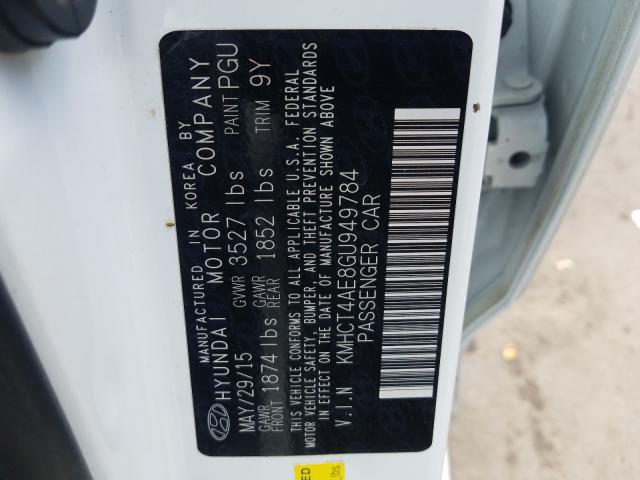 MANUFACTURED IN KOREA BY
HYUNDAI MOTOR COMPANY
MAY/29/15 GVWR 3527 lbs PAINT PGU
GAWR FRONT 1874 lbs GAWR REAR 1852 lbs TRIM 9Y
THIS VEHICLE CONFORMS TO ALL APPLICABLE U.S.A. FEDERAL
MOTOR VEHICLE SAFETY, BUMPER, AND THEFT PREVENTION STANDARDS
IN EFFECT ON THE DATE OF MANUFACTURE SHOWN ABOVE
V.I.N KMHCT4AE8GU949784
PASSENGER CAR
lbs